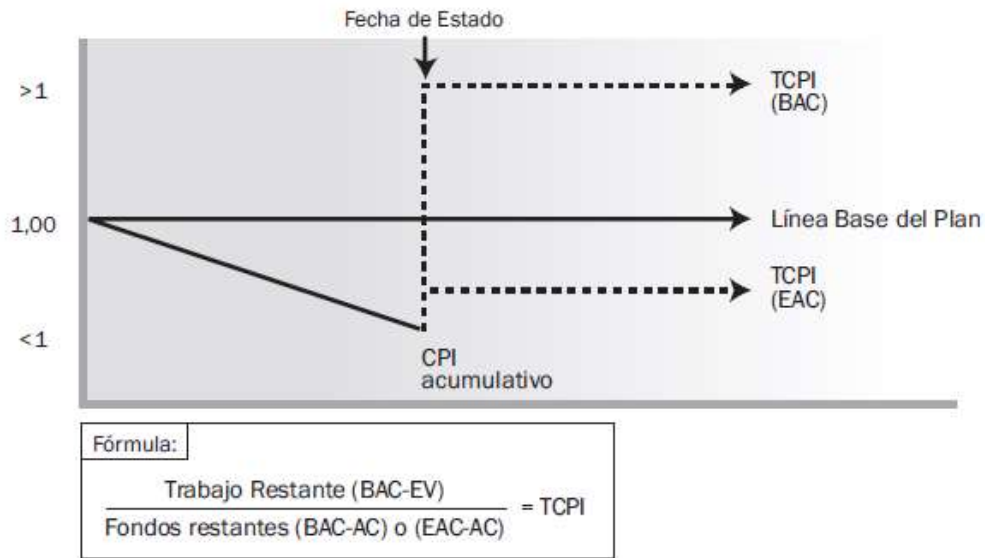 Fecha de Estado
>1
TCPI
(BAC)
1,00
Línea Base del Plan
TCPI
(EAC)
<1
CPI
acumulativo
Fórmula:
Trabajo Restante (BAC-EV)
Fondos restantes (BAC-AC) o (EAC-AC)
= TCPI